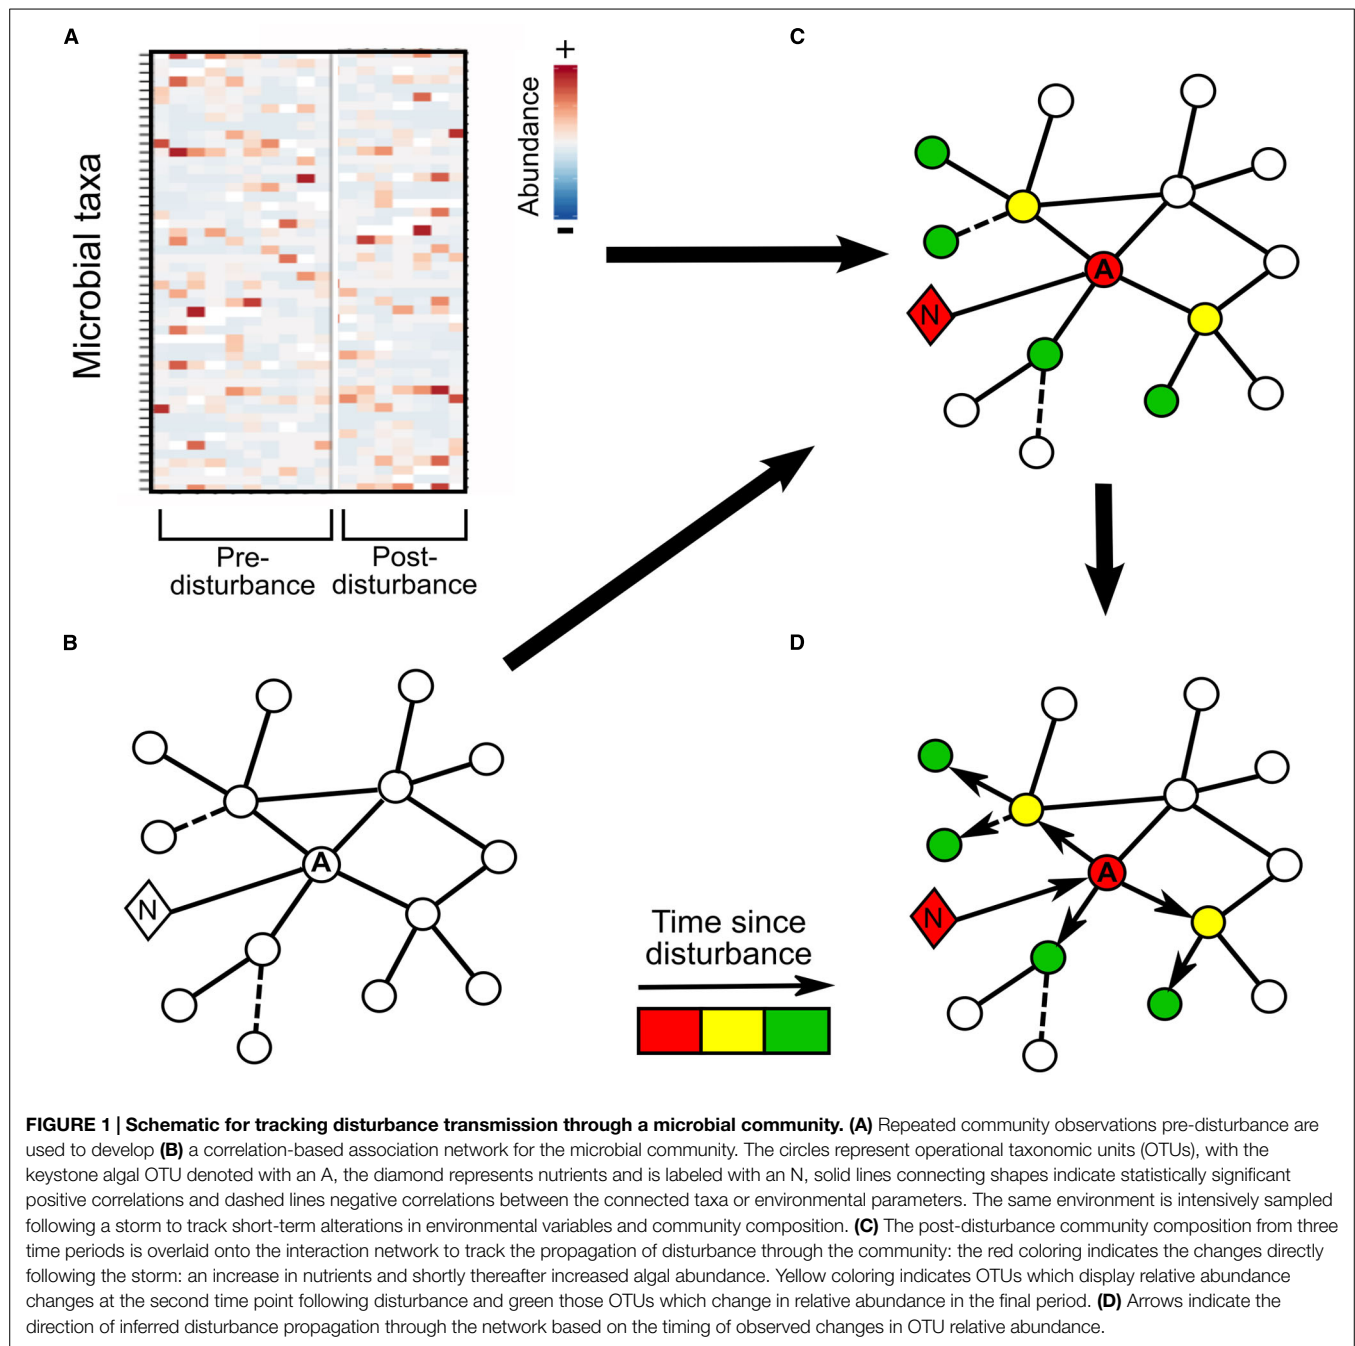 A
Microbial taxa
+
Abundance
-
Pre-
disturbance
Post-
disturbance
C
A
N
B
A
N
Time since
disturbance
D
A
N
FIGURE 1 | Schematic for tracking disturbance transmission through a microbial community. (A) Repeated community observations pre-disturbance are
used to develop (B) a correlation-based association network for the microbial community. The circles represent operational taxonomic units (OTUs), with the
keystone algal OTU denoted with an A, the diamond represents nutrients and is labeled with an N, solid lines connecting shapes indicate statistically significant
positive correlations and dashed lines negative correlations between the connected taxa or environmental parameters. The same environment is intensively sampled
following a storm to track short-term alterations in environmental variables and community composition. (C) The post-disturbance community composition from three
time periods is overlaid onto the interaction network to track the propagation of disturbance through the community: the red coloring indicates the changes directly
following the storm: an increase in nutrients and shortly thereafter increased algal abundance. Yellow coloring indicates OTUs which display relative abundance
changes at the second time point following disturbance and green those OTUs which change in relative abundance in the final period. (D) Arrows indicate the
direction of inferred disturbance propagation through the network based on the timing of observed changes in OTU relative abundance.